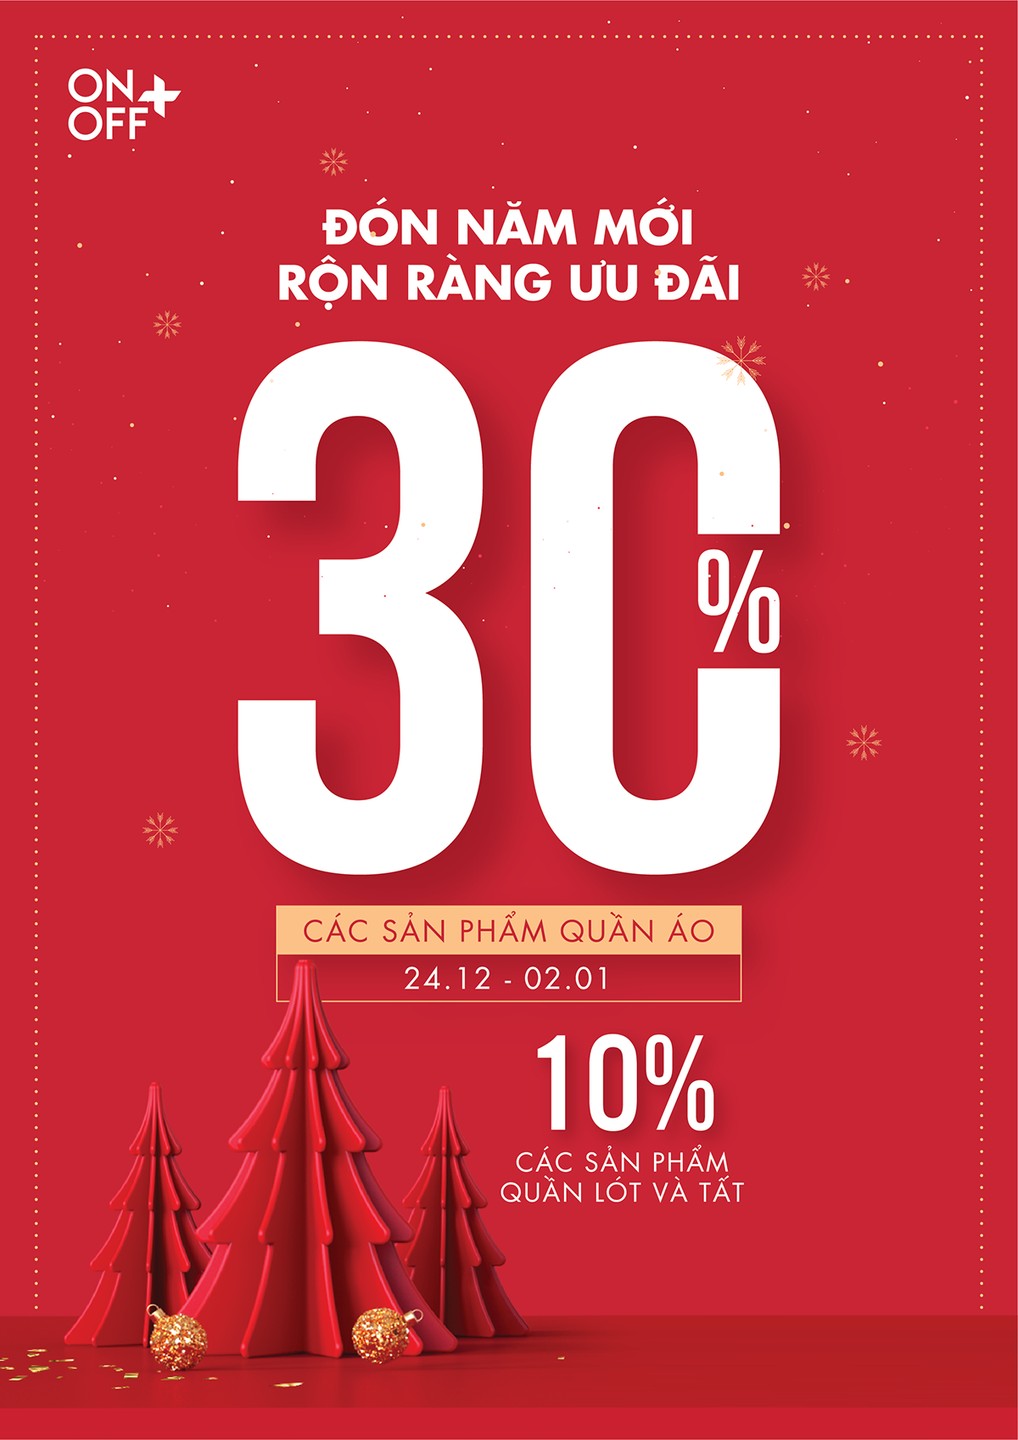 ON
OFF
ĐÓN NĂM MỚI
RỘN RÀNG ƯU ĐÃI
30%
CÁC SẢN PHẨM QUẦN ÁO
24.12 - 02.01
10%
CÁC SẢN PHẨM
QUẦN LÓT VÀ TẤT